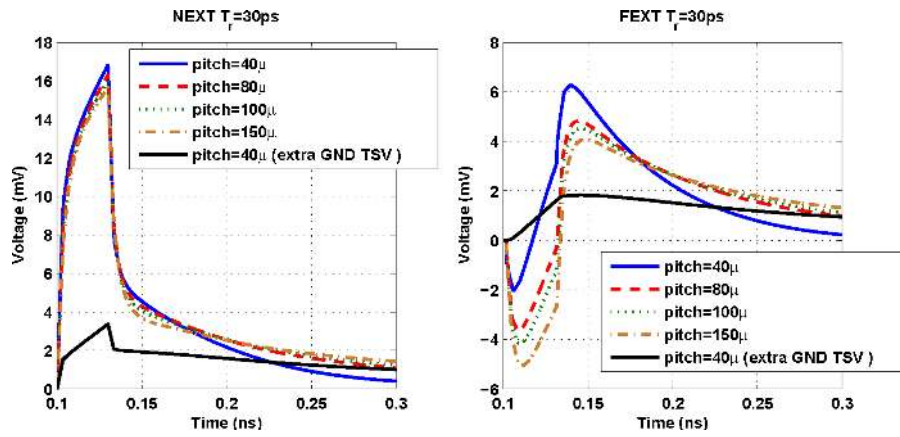 NEXT Tr=30ps
18
16
14
12
10
8
6
4
2
0
Voltage (mV)
pitch=40μ
pitch=80μ
pitch=100μ
pitch=150μ
pitch=40μ (extra GND TSV )
0.1
0.15
0.2
0.25
0.3
Time (ns)
FEXT Tr=30ps
8
6
4
2
0
−2
−4
−6
Voltage (mV)
pitch=40μ
pitch=80μ
pitch=100μ
pitch=150μ
pitch=40μ (extra GND TSV )
0.1
0.15
0.2
0.25
0.3
Time (ns)